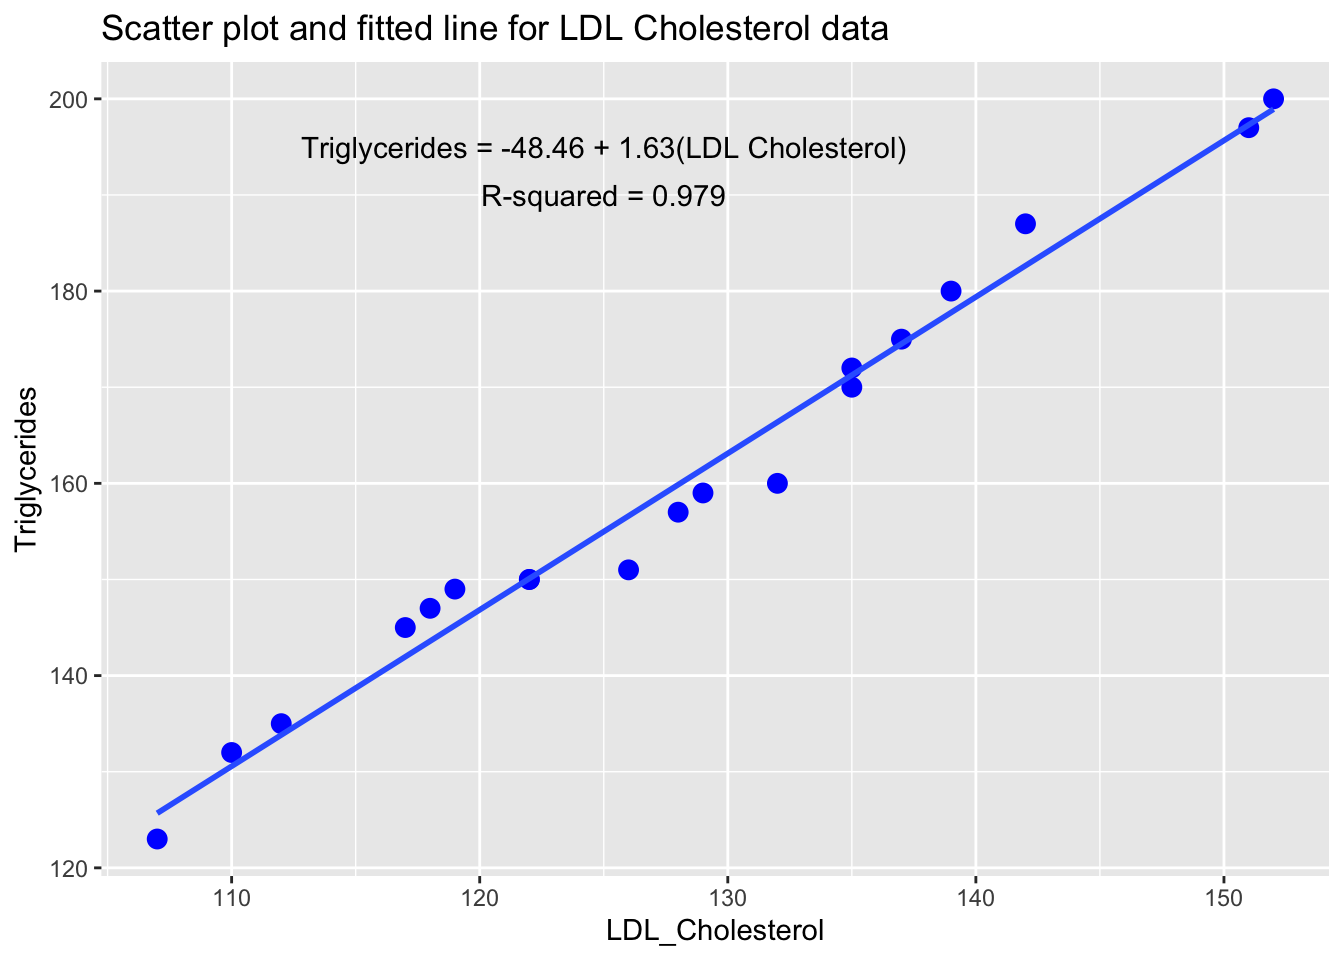 Scatter plot and fitted line for LDL Cholesterol data
Triglycerides = -48.46 + 1.63(LDL Cholesterol)
R-squared = 0.979
Triglycerides
200
180
160
140
120
110 120 130 140 150
LDL_Cholesterol